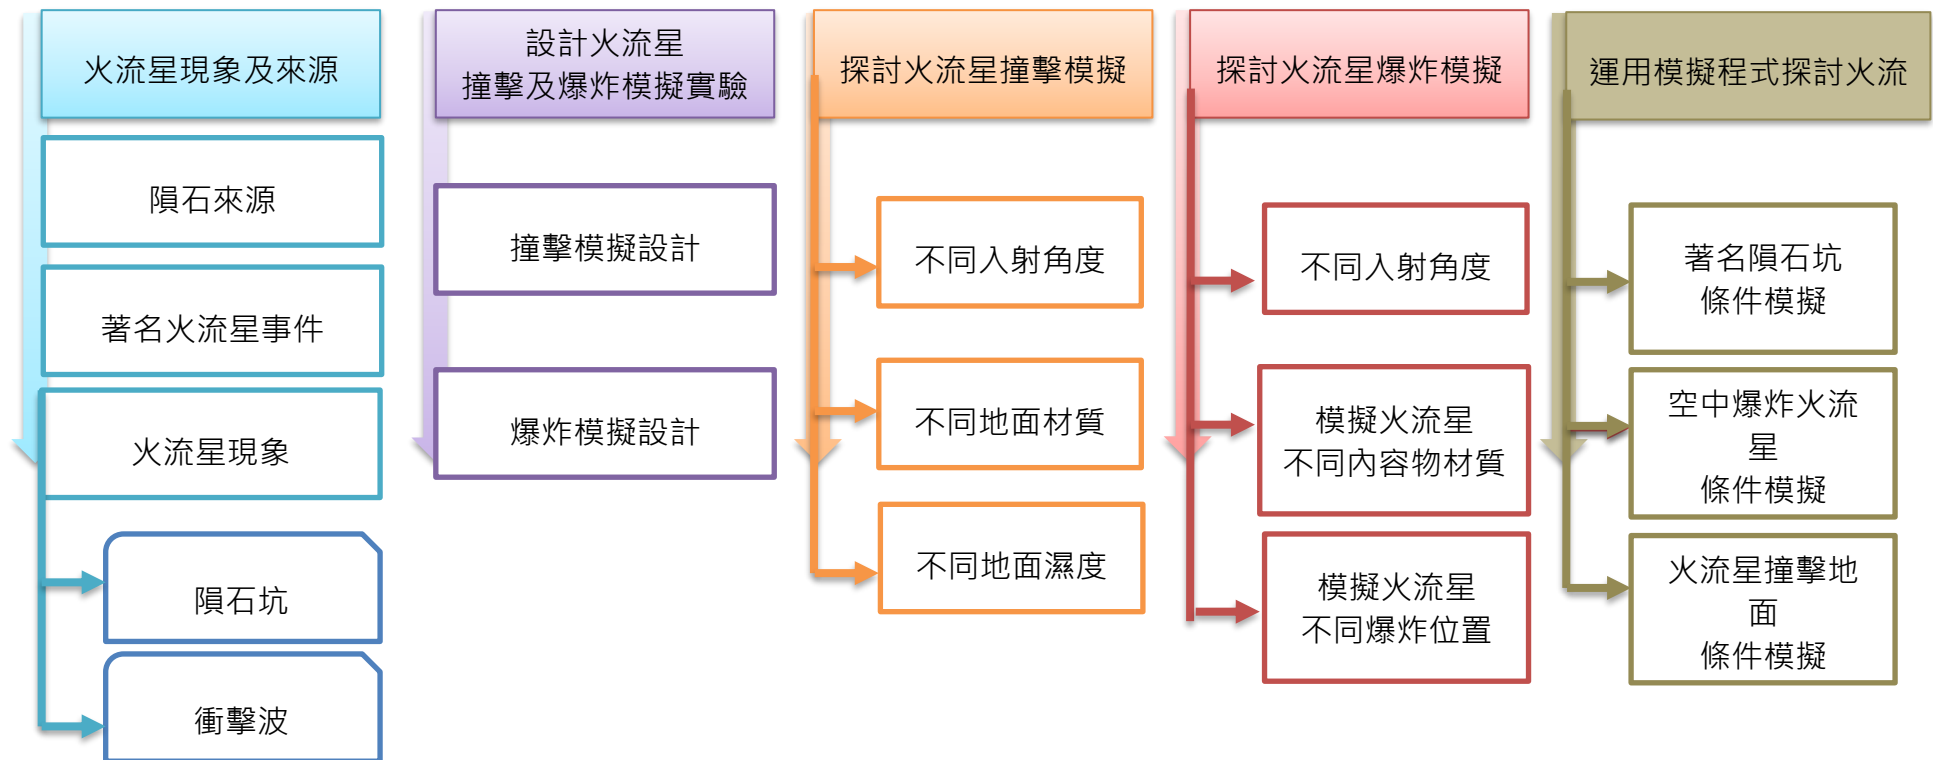 火流星現象及來源
隕石來源
著名火流星事件
火流星現象
隕石坑
衝擊波
設計火流星
撞擊及爆炸模擬實驗
撞擊模擬設計
爆炸模擬設計
探討火流星撞擊模擬
不同入射角度
不同地面材質
不同地面濕度
探討火流星爆炸模擬
不同入射角度
模擬火流星
不同內容物材質
模擬火流星
不同爆炸位置
運用模擬程式探討火流
著名隕石坑
條件模擬
空中爆炸火流
星
條件模擬
火流星撞擊地
面
條件模擬